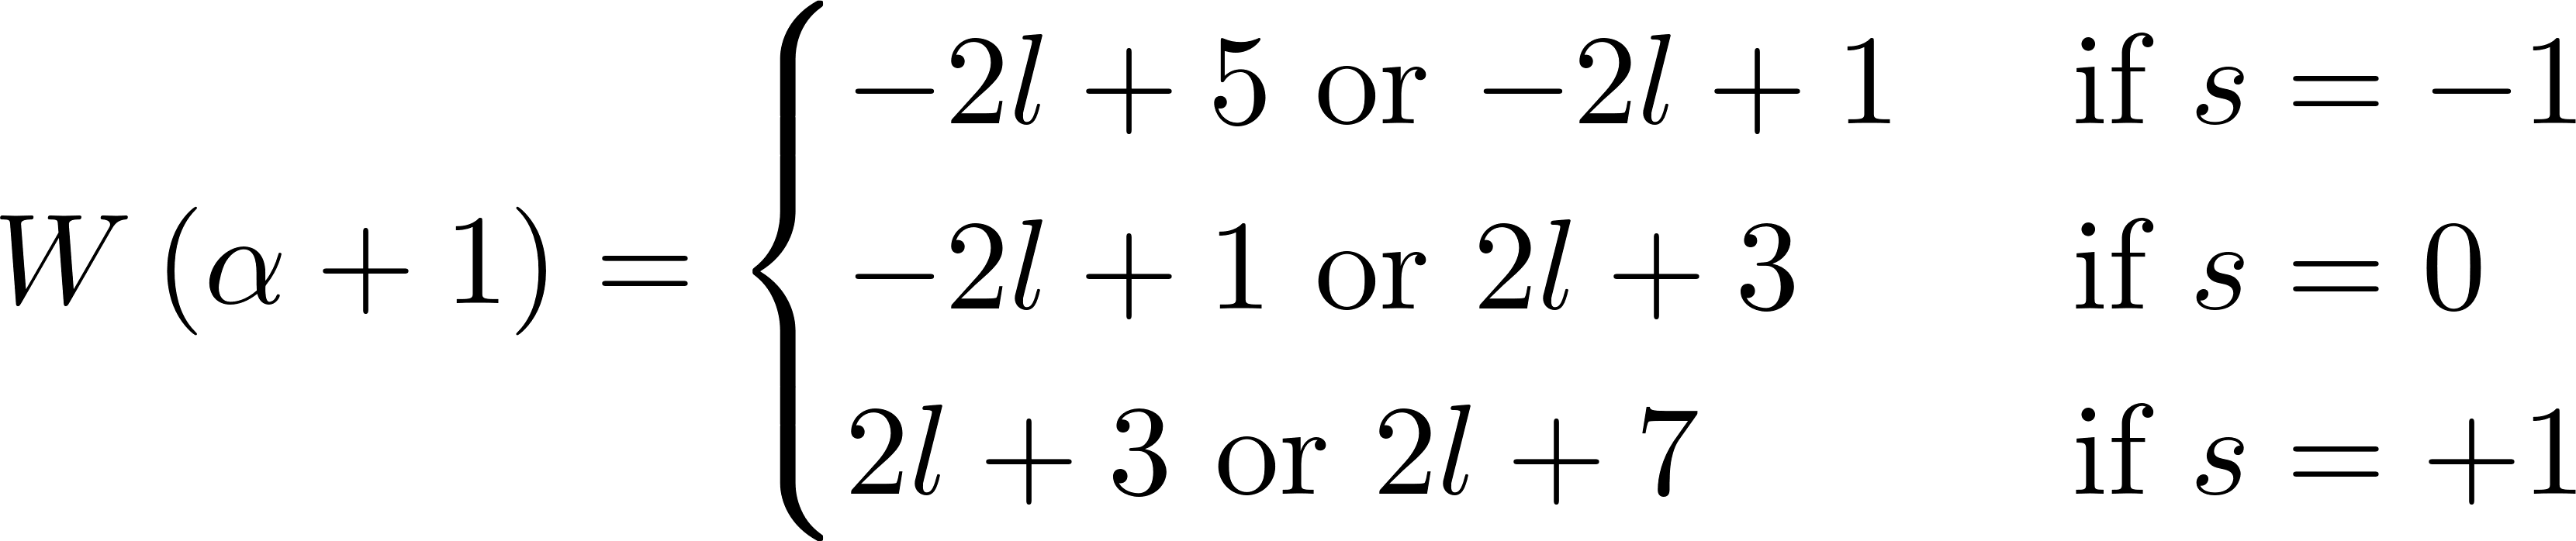 W (α + 1) = { −2l + 5 or −2l + 1 if s = −1
−2l + 1 or 2l + 3 if s = 0
2l + 3 or 2l + 7 if s = +1